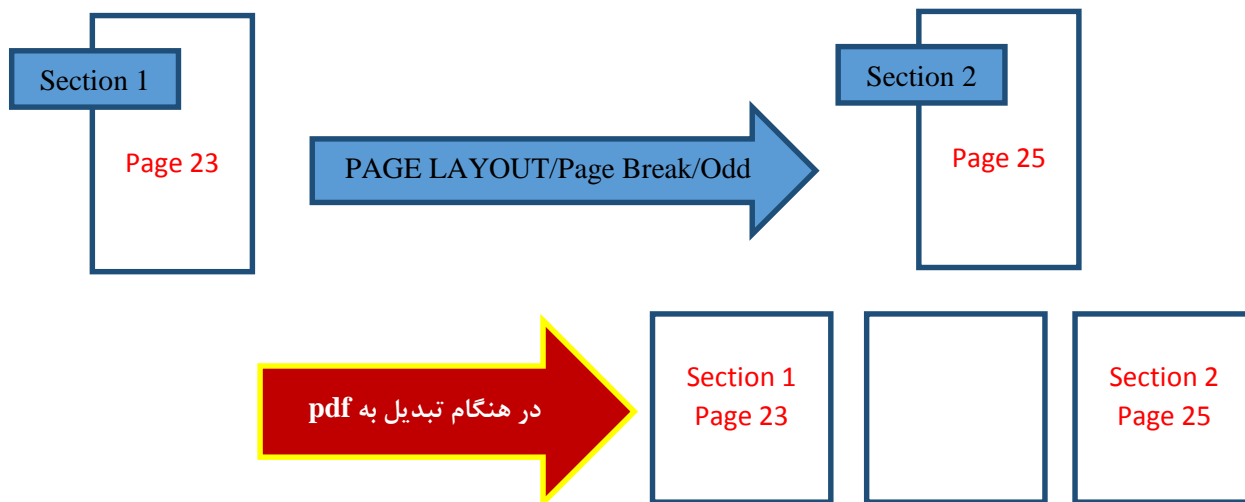 Section 1
Page 23
PAGE LAYOUT/Page Break/Odd
Section 2
Page 25
در هنگام تبدیل به pdf
Section 1
Page 23
Section 2
Page 25